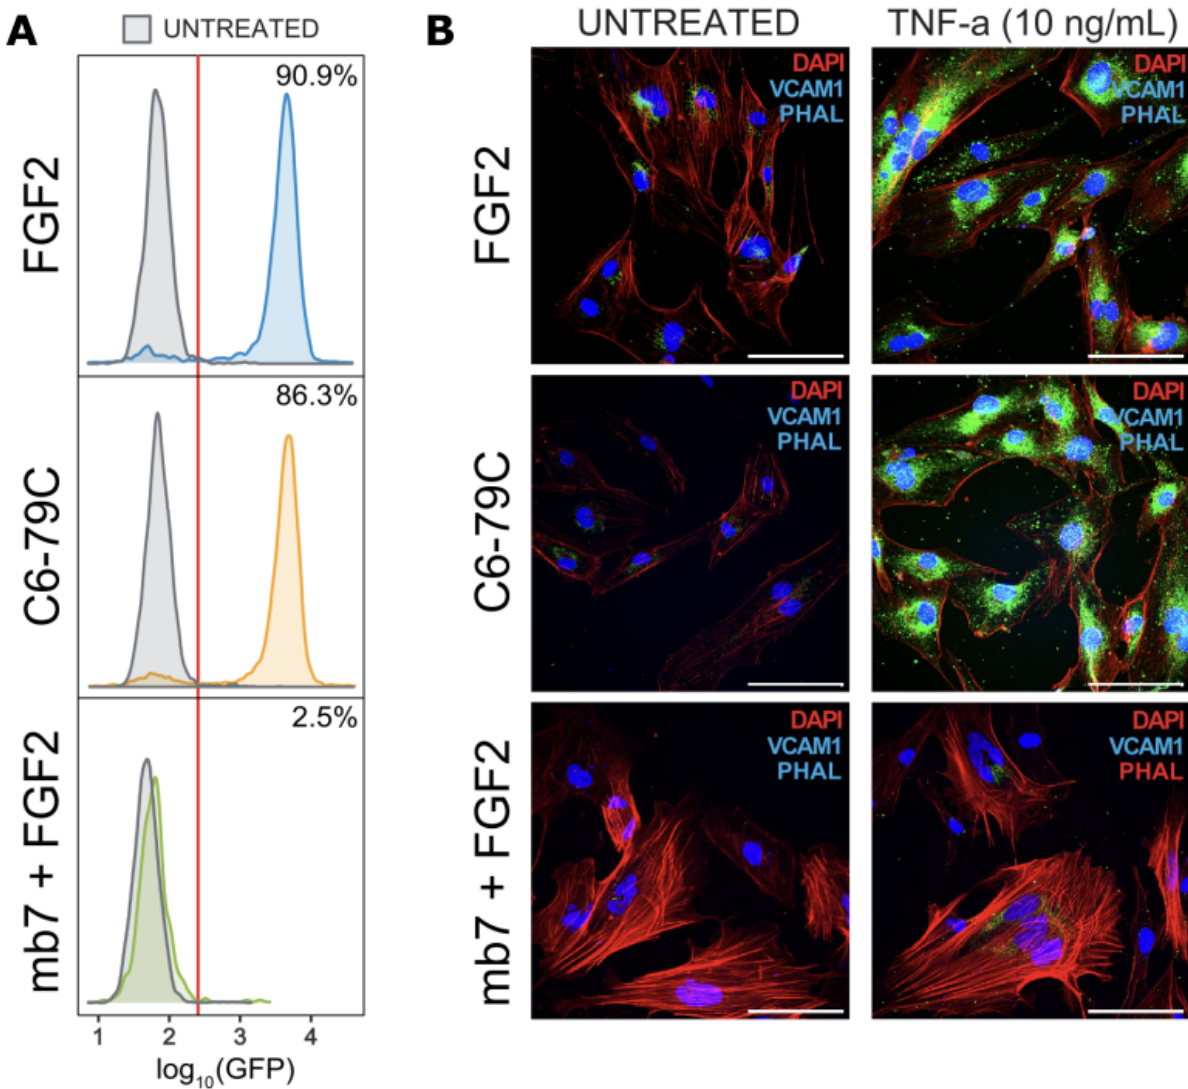 A
UNTREATED
B
UNTREATED
TNF-a (10 ng/mL)
FGF2
90.9%
FGF2
DAPI
VCAM1
PHAL
DAPI
VCAM1
PHAL
C6-79C
86.3%
C6-79C
DAPI
VCAM1
PHAL
DAPI
VCAM1
PHAL
mb7 + FGF2
2.5%
mb7 + FGF2
DAPI
VCAM1
PHAL
DAPI
VCAM1
PHAL
1 2 3 4
log10(GFP)